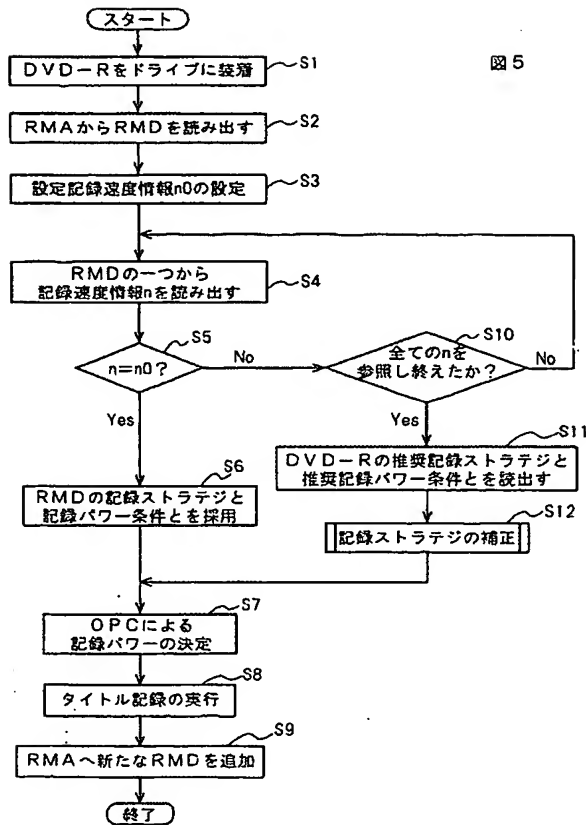 スタート
図5
DVD-Rをドライブに装着
S1
RMAからRMDを読み出す
S2
設定記録速度情報n0の設定
S3
RMDの一つから
記録速度情報nを読み出す
S4
n=n0?
S5
No
全てのnを
参照し終えたか?
S10
No
Yes
Yes
RMDの記録ストラテジと
記録パワー条件とを採用
S6
DVD-Rの推奨記録ストラテジと
推奨記録パワー条件とを読出す
S11
記録ストラテジの補正
S12
OPCによる
記録パワーの決定
S7
タイトル記録の実行
S8
RMAへ新たなRMDを追加
S9
終了